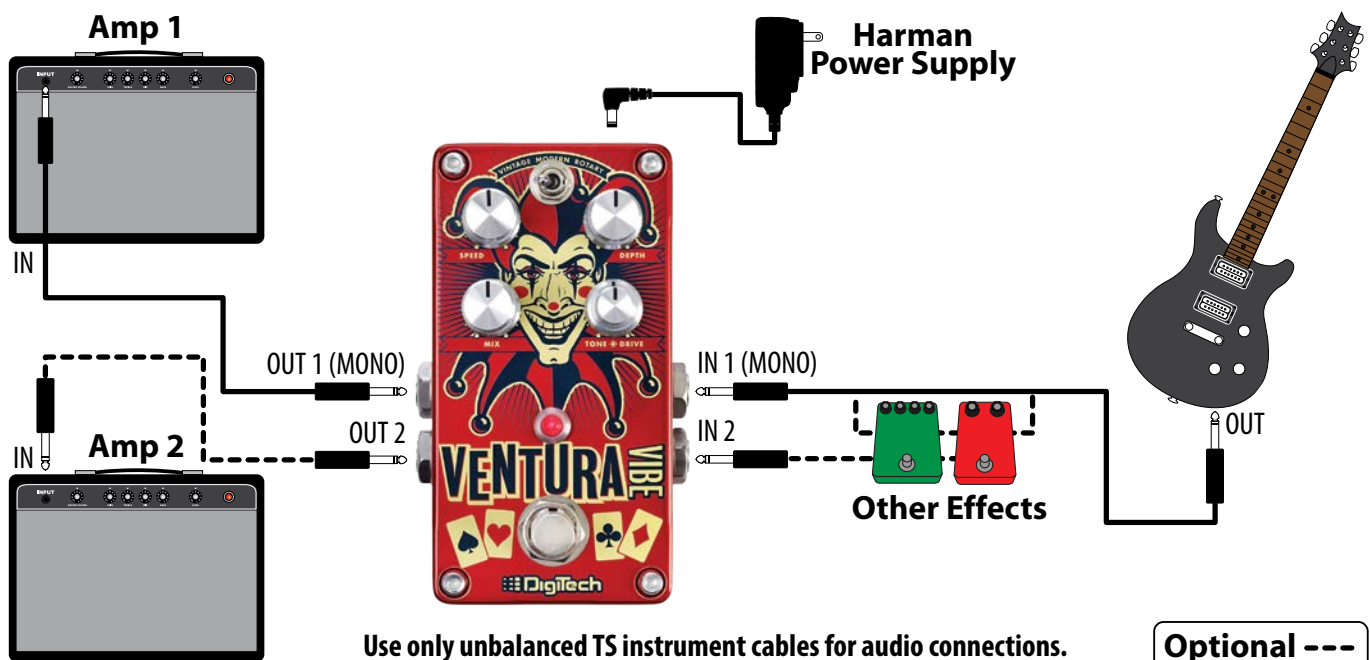 Amp 1
INPUT
IN
Harman
Power Supply
VINTAGE MODERN ROTARY
SPEED
DEPTH
MIX
TONE DRIVE
OUT 1 (MONO)
IN 1 (MONO)
OUT 2
IN 2
OUT
IN
Amp 2
INPUT
VENTURA
VIBE
Other Effects
DigiTech
Use only unbalanced TS instrument cables for audio connections.
Optional